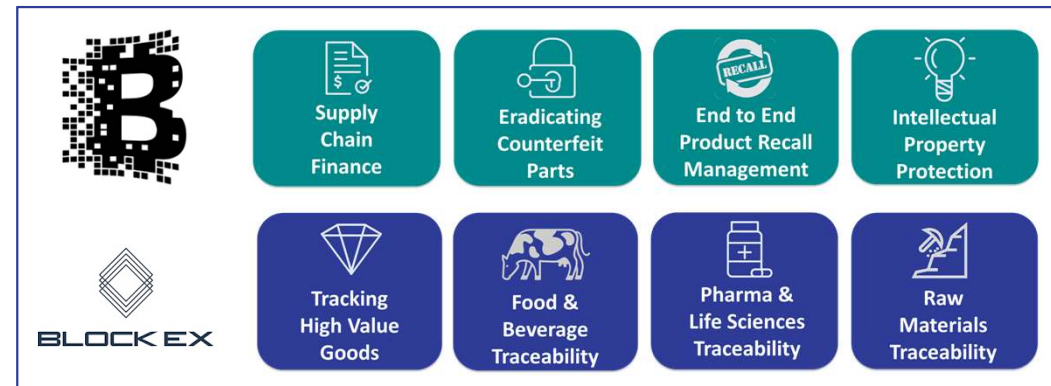 B
Supply
Chain
Finance
$
Eradicating
Counterfeit
Parts
RECALL
End to End
Product Recall
Management
Intellectual
Property
Protection
BLOCK EX
Tracking
High Value
Goods
Food &
Beverage
Traceability
Pharma &
Life Sciences
Traceability
Raw
Materials
Traceability